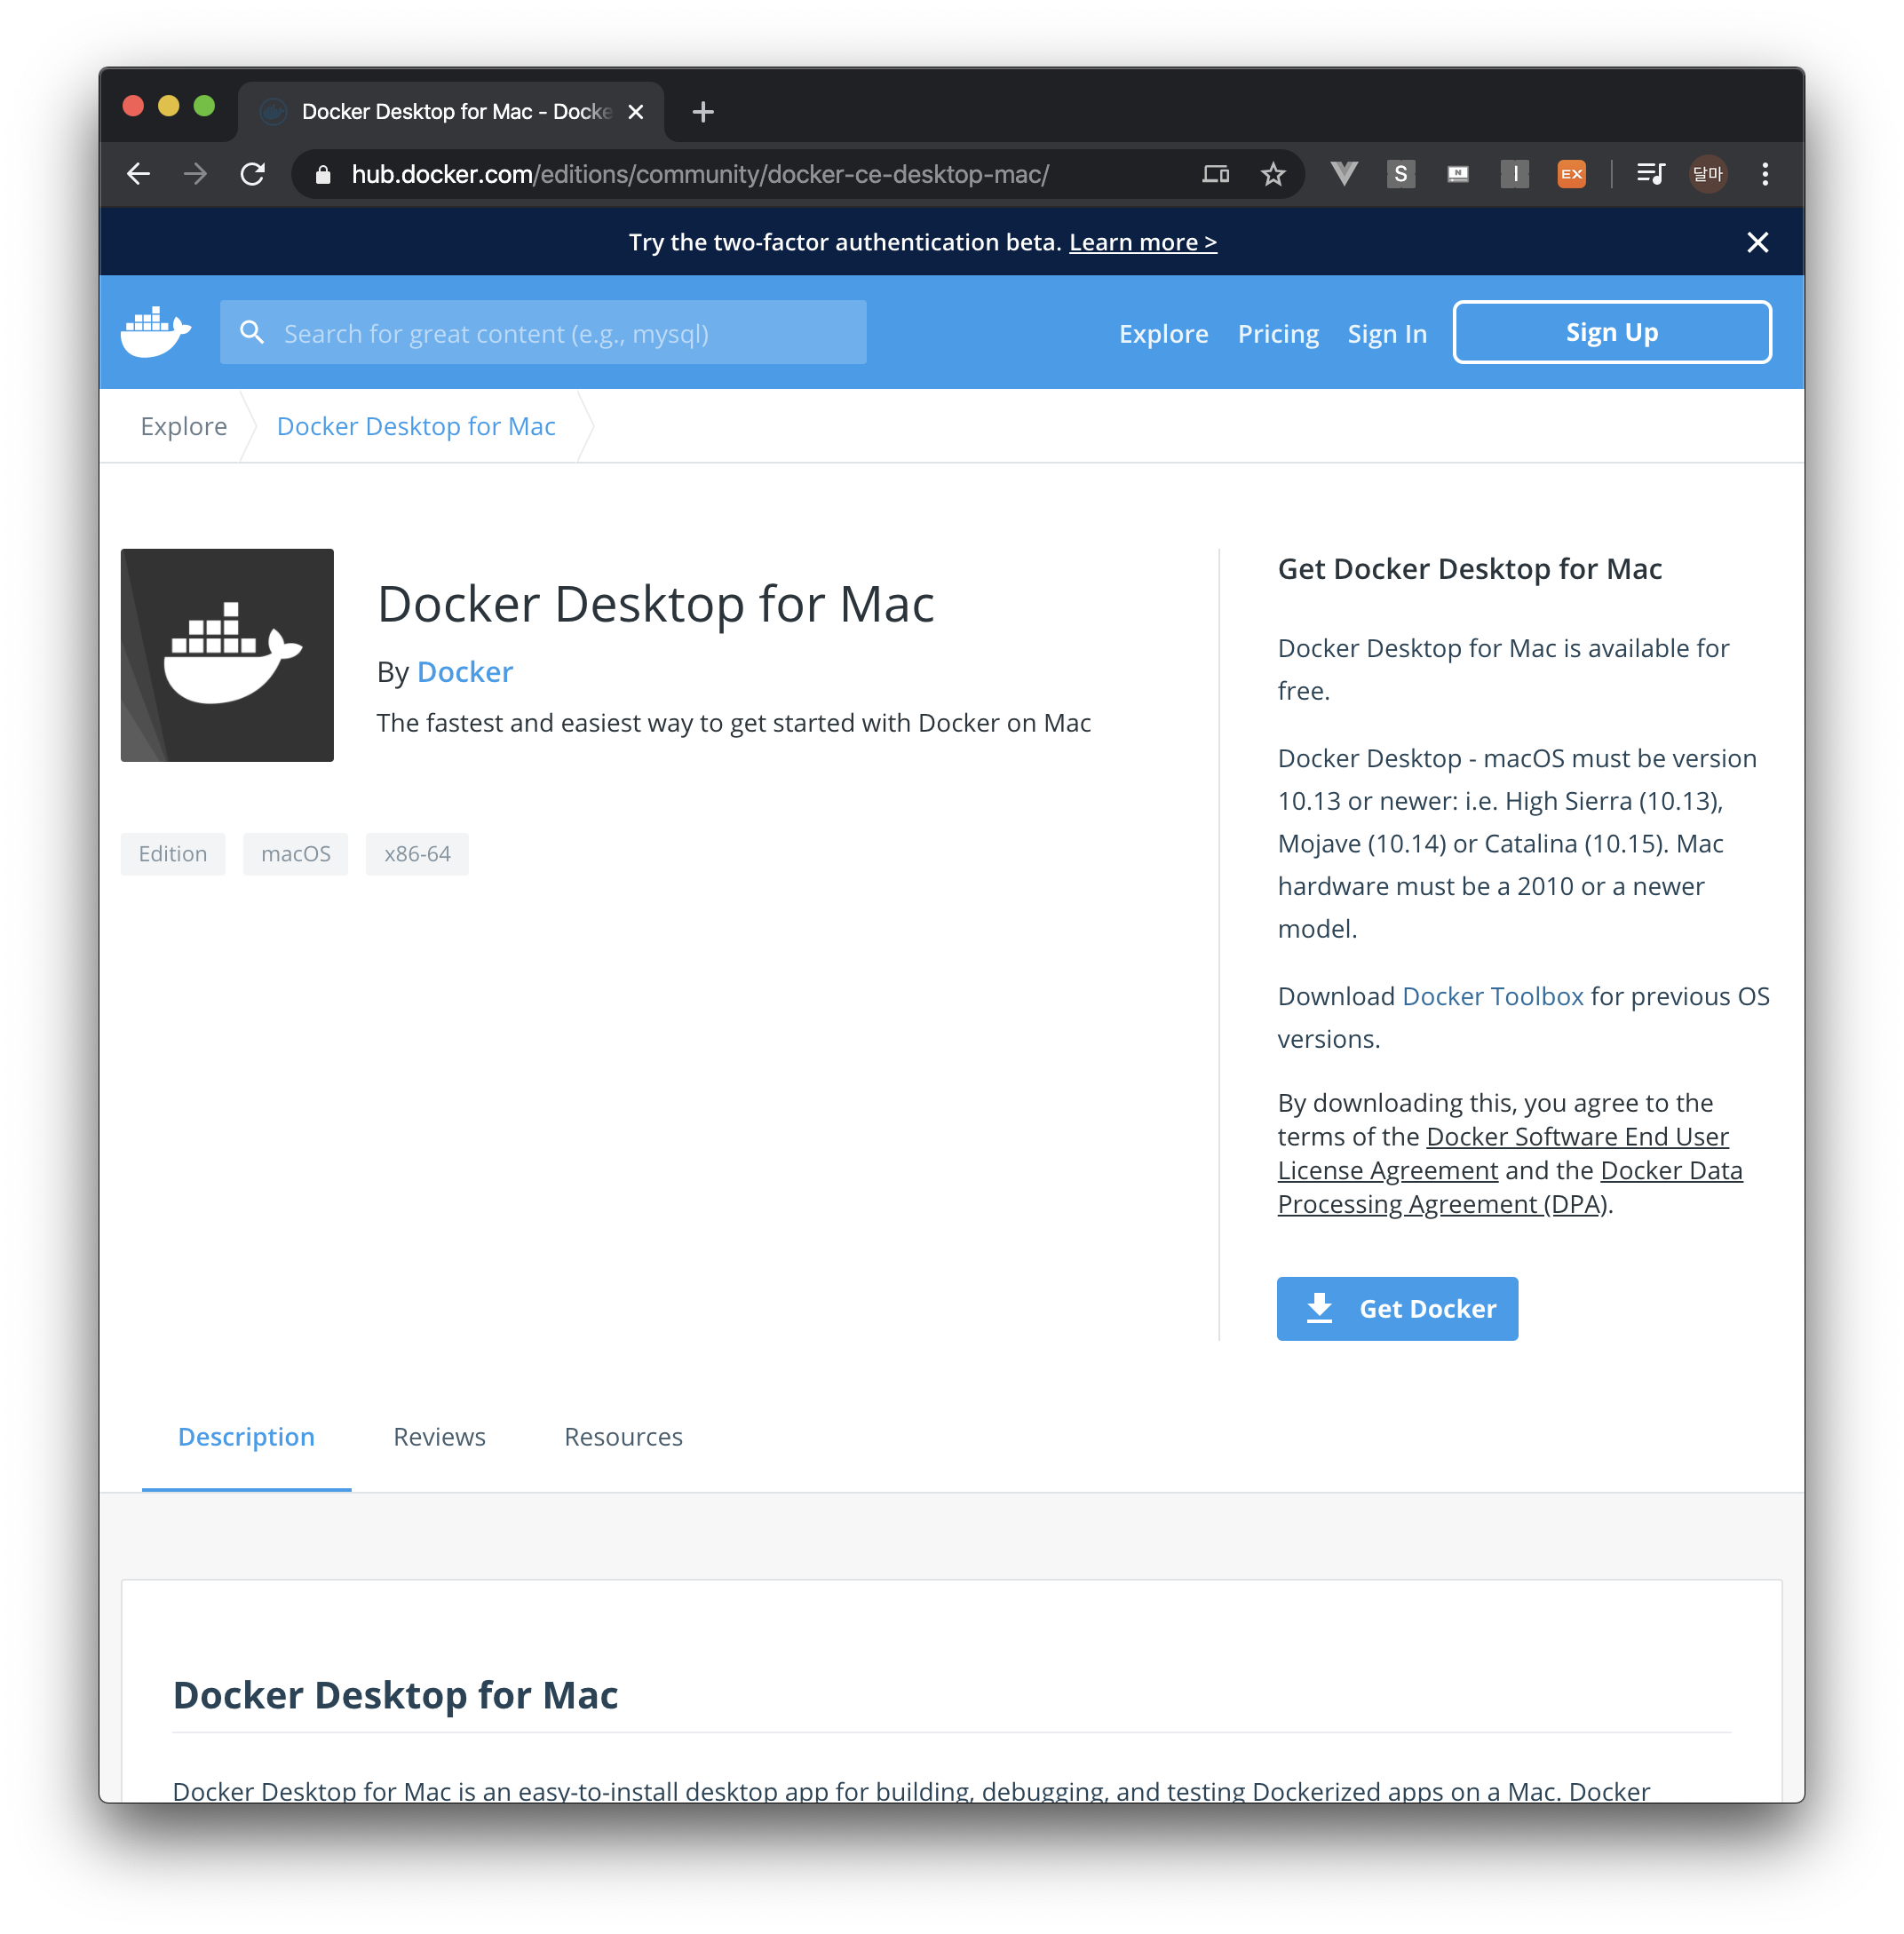 Docker Desktop for Mac - Docke
hub.docker.com/editions/community/docker-ce-desktop-mac/
S
N
I
EX
달마
Try the two-factor authentication beta. Learn more >
Search for great content (e.g., mysql)
Explore
Pricing
Sign In
Sign Up
Explore
Docker Desktop for Mac
Docker Desktop for Mac
By Docker
The fastest and easiest way to get started with Docker on Mac
Edition
macOS
x86-64
Get Docker Desktop for Mac
Docker Desktop for Mac is available for
free.
Docker Desktop - macOS must be version
10.13 or newer: i.e. High Sierra (10.13),
Mojave (10.14) or Catalina (10.15). Mac
hardware must be a 2010 or a newer
model.
Download Docker Toolbox for previous OS
versions.
By downloading this, you agree to the
terms of the Docker Software End User
License Agreement and the Docker Data
Processing Agreement (DPA).
Get Docker
Description
Reviews
Resources
Docker Desktop for Mac
Docker Desktop for Mac is an easy-to-install desktop app for building, debugging, and testing Dockerized apps on a Mac. Docker